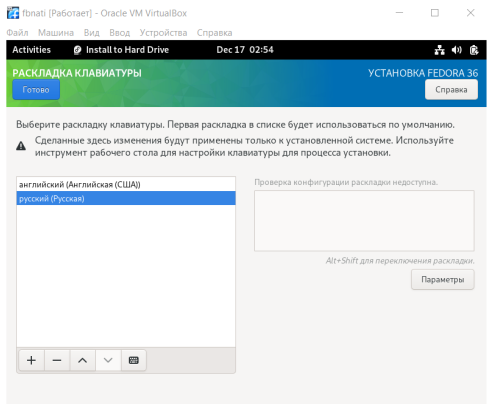 fbnati [Работает] - Oracle VM VirtualBox
Файл Машина Вид Ввод Устройства Справка
Activities Install to Hard Drive Dec 17 02:54
РАСКЛАДКА КЛАВИАТУРЫ УСТАНОВКА FEDORA 36
Готово Справка
Выберите раскладку клавиатуры. Первая раскладка в списке будет использоваться по умолчанию.
Сделанные здесь изменения будут применены только к установленной системе. Используйте
инструмент рабочего стола для настройки клавиатуры для процесса установки.
английский (Английская (США)) Проверка конфигурации раскладки недоступна.
русский (Русская)
Alt+Shift для переключения раскладки.
Параметры